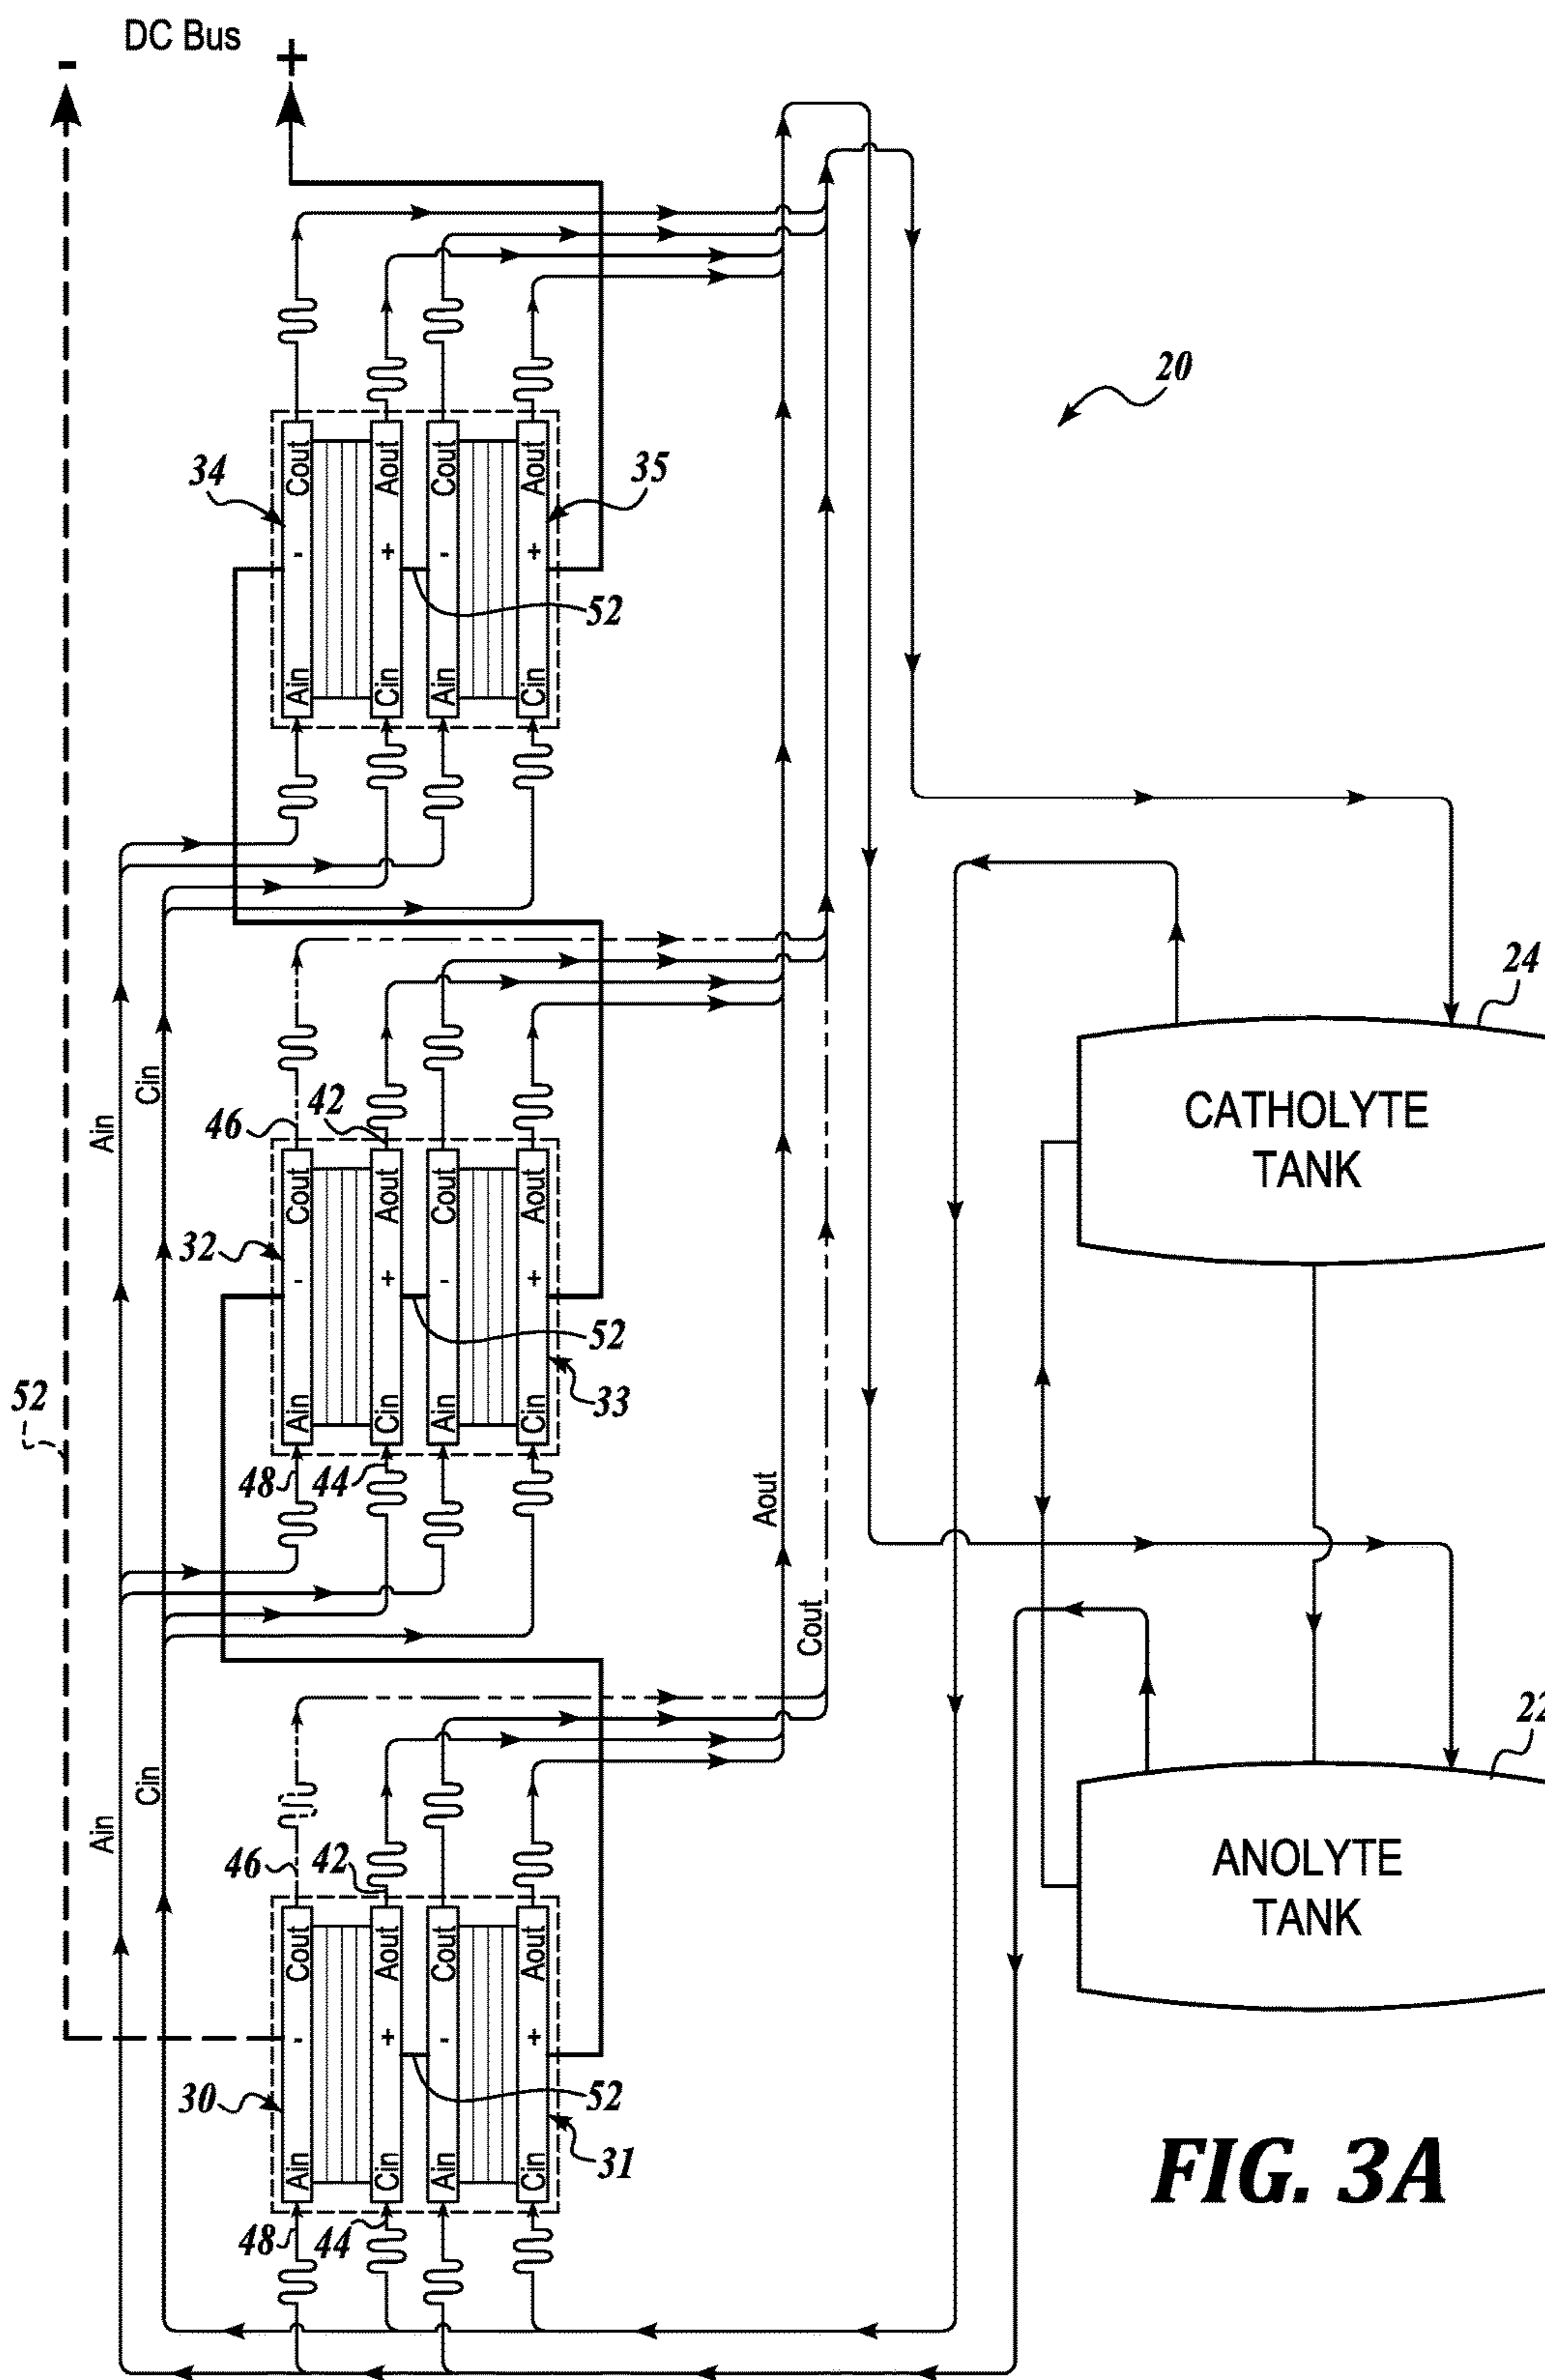 DC Bus
- +
20
34
Cout
Aout
Cout
Aout
35
- + - +
52
Ain
Cin
Ain
Cin
24
CATHOLYTE
TANK
Ain
Cin
46
42
32
Cout
Aout
Cout
Aout
- + - +
52
33
Ain
Cin
Ain
Cin
48
44
52
Aout
Cout
22
ANOLYTE
TANK
Ain
Cin
46
42
Cout
Aout
Cout
Aout
- + - +
30
52
31
Ain
Cin
Ain
Cin
48
44
FIG. 3A